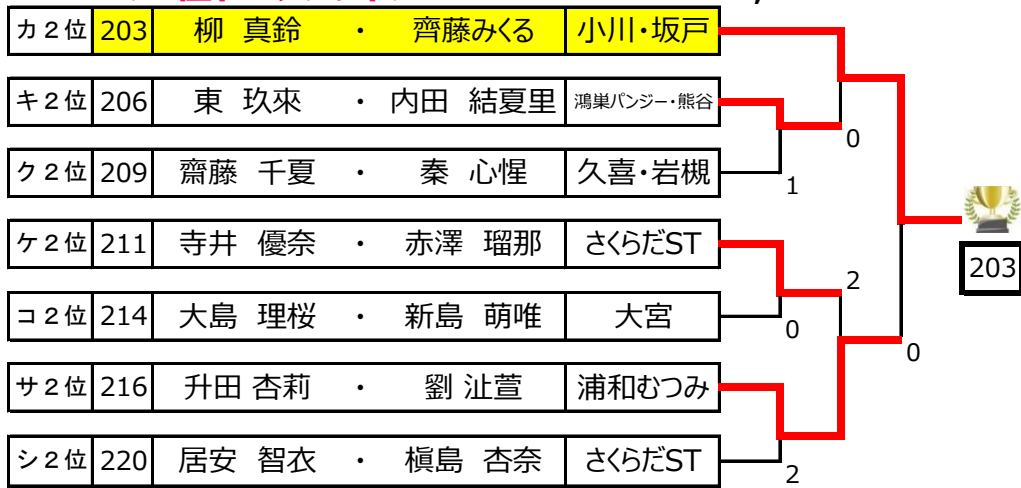 カ２位 203 柳 真鈴 ・ 齊藤みくる 小川・坂戸
キ２位 206 東 玖來 ・ 内田 結夏里 鴻巣パンジー・熊谷
0
ク２位 209 齋藤 千夏 ・ 秦 心惺 久喜・岩槻
1
ケ２位 211 寺井 優奈 ・ 赤澤 瑠那 さくらだST
203
2
コ２位 214 大島 理桜 ・ 新島 萌唯 大宮
0
0
サ２位 216 升田 杏莉 ・ 劉 沚萱 浦和むつみ
シ２位 220 居安 智衣 ・ 槇島 杏奈 さくらだST
2